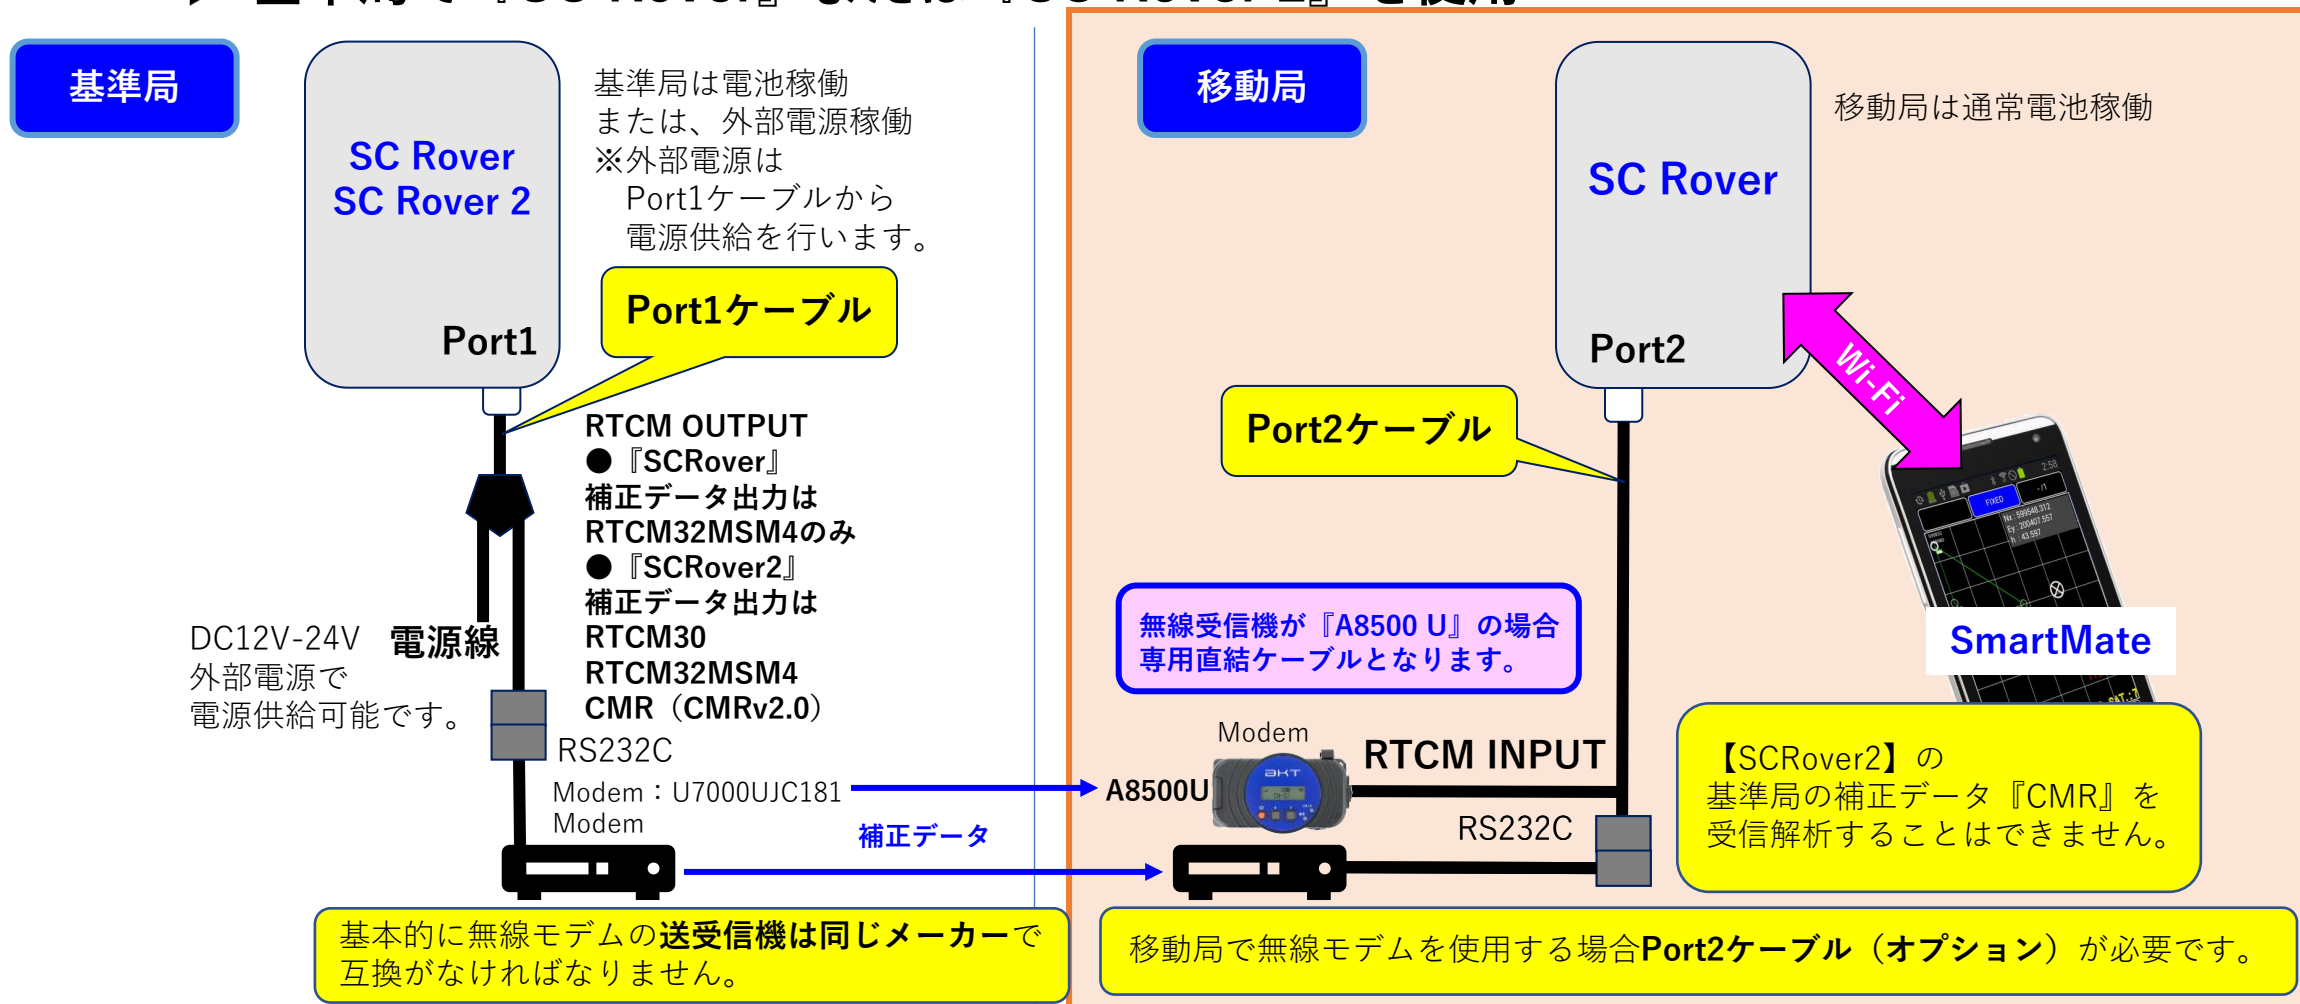 基準局
SC Rover
SC Rover 2
Port1
基準局は電池稼働
または、外部電源稼働
※外部電源は
Port1ケーブルから
電源供給を行います。
Port1ケーブル
RTCM OUTPUT
●『SCRover』
補正データ出力は
RTCM32MSM4のみ
●『SCRover2』
補正データ出力は
RTCM30
RTCM32MSM4
CMR（CMRv2.0）
DC12V-24V
外部電源で
電源供給可能です。
電源線
RS232C
Modem：U7000UJC181
Modem
補正データ
基本的に無線モデムの送受信機は同じメーカーで
互換がなければなりません。
移動局
SC Rover
Port2
移動局は通常電池稼働
Wi-Fi
Port2ケーブル
2:58
FIXED
-/1
Nx : 599548.312
Ey : 200407.557
h : 43.597
SmartMate
無線受信機が『A8500 U』の場合
専用直結ケーブルとなります。
Modem
A8500U
RTCM INPUT
RS232C
【SCRover2】の
基準局の補正データ『CMR』を
受信解析することはできません。
移動局で無線モデムを使用する場合Port2ケーブル（オプション）が必要です。